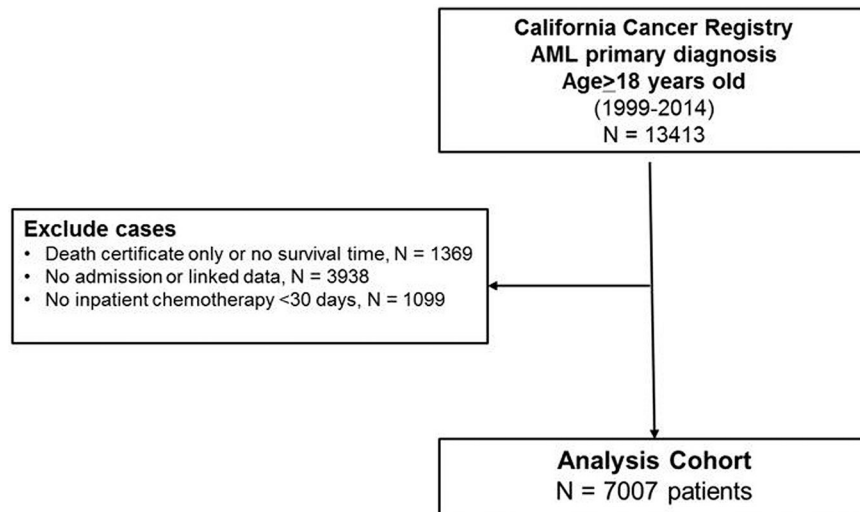 California Cancer Registry
AML primary diagnosis
Age≥18 years old
(1999-2014)
N = 13413
Exclude cases
• Death certificate only or no survival time, N = 1369
• No admission or linked data, N = 3938
• No inpatient chemotherapy <30 days, N = 1099
Analysis Cohort
N = 7007 patients